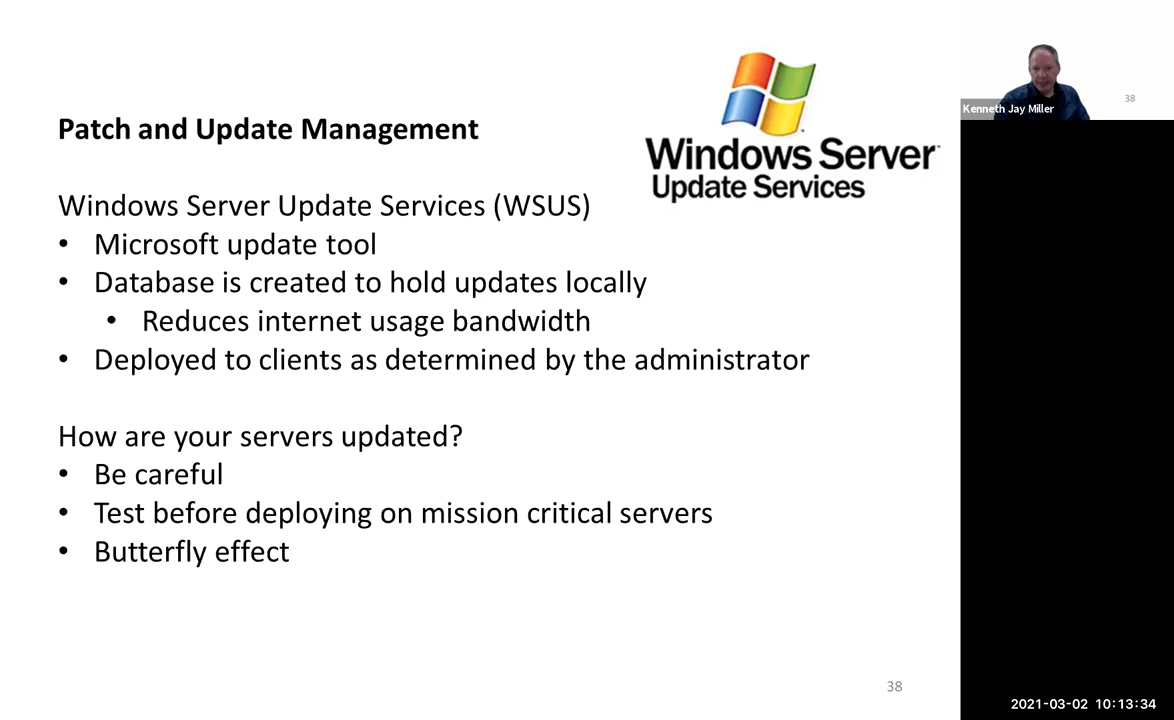 Patch and Update Management
Windows Server
Update Services
Windows Server Update Services (WSUS)
• Microsoft update tool
• Database is created to hold updates locally
• Reduces internet usage bandwidth
• Deployed to clients as determined by the administrator
How are your servers updated?
• Be careful
• Test before deploying on mission critical servers
• Butterfly effect
38
Kenneth Jay Miller
38
2021-03-02 10:13:34